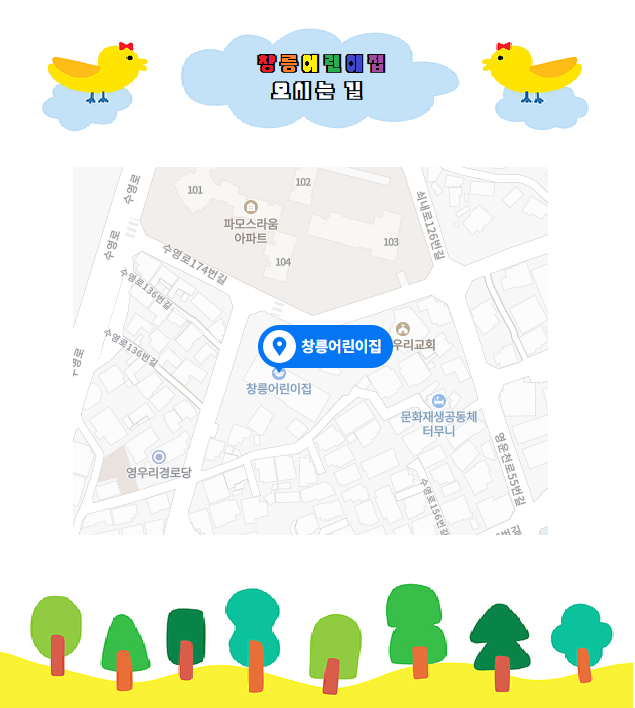 창릉어린이집
오시는 길
수영로
101
102
파모스라움
아파트
103
104
쇠내로126번길
수영로
수영로174번길
수영로136번길
수영로136번길
수영로
창릉어린이집
우리교회
창릉어린이집
문화재생공동체
터무니
영우리경로당
영운천로55번길
수영로156번길